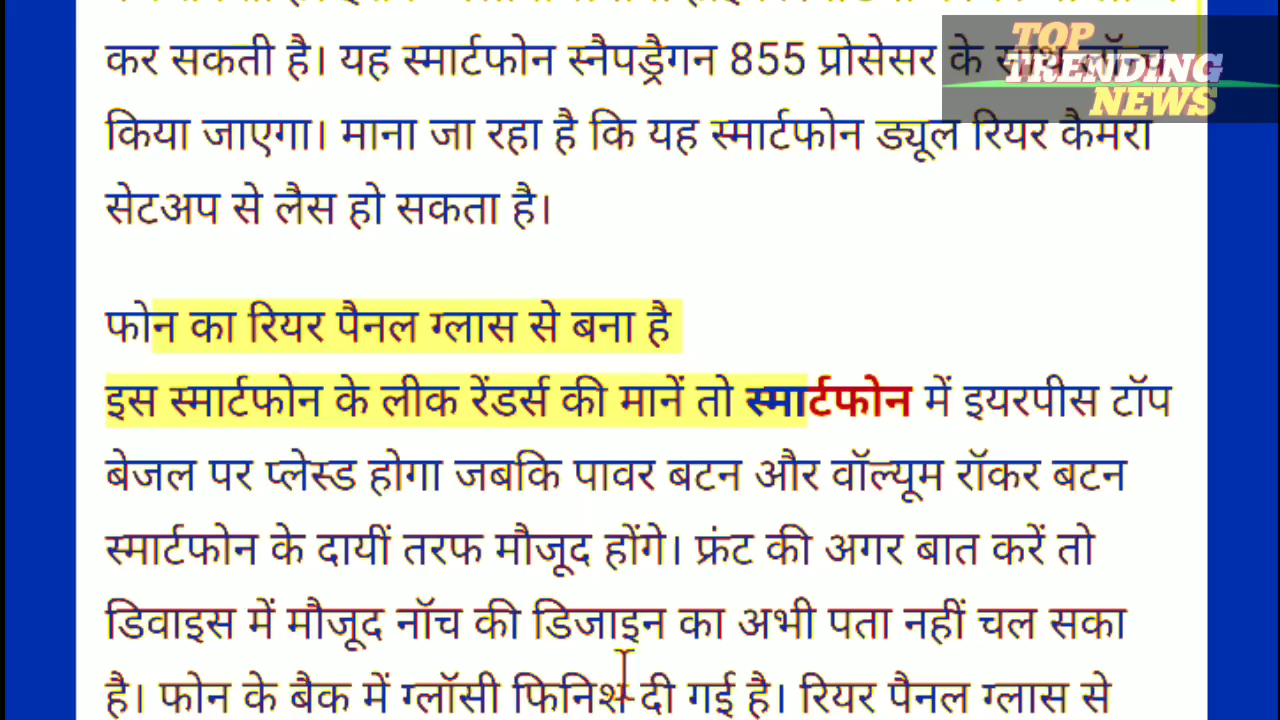 कर सकती है। यह स्मार्टफोन स्नैपड्रैगन 855 प्रोसेसर के साथ लॉन्च
TOP
TRENDING
NEWS
किया जाएगा। माना जा रहा है कि यह स्मार्टफोन ड्यूल रियर कैमरा
सेटअप से लैस हो सकता है।
फोन का रियर पैनल ग्लास से बना है
इस स्मार्टफोन के लीक रेंडर्स की मानें तो स्मार्टफोन में इयरपीस टॉप
बेजल पर प्लेस्ड होगा जबकि पावर बटन और वॉल्यूम रॉकर बटन
स्मार्टफोन के दायीं तरफ मौजूद होंगे। फ्रंट की अगर बात करें तो
डिवाइस में मौजूद नॉच की डिजाइन का अभी पता नहीं चल सका
है। फोन के बैक में ग्लॉसी फिनिश दी गई है। रियर पैनल ग्लास से